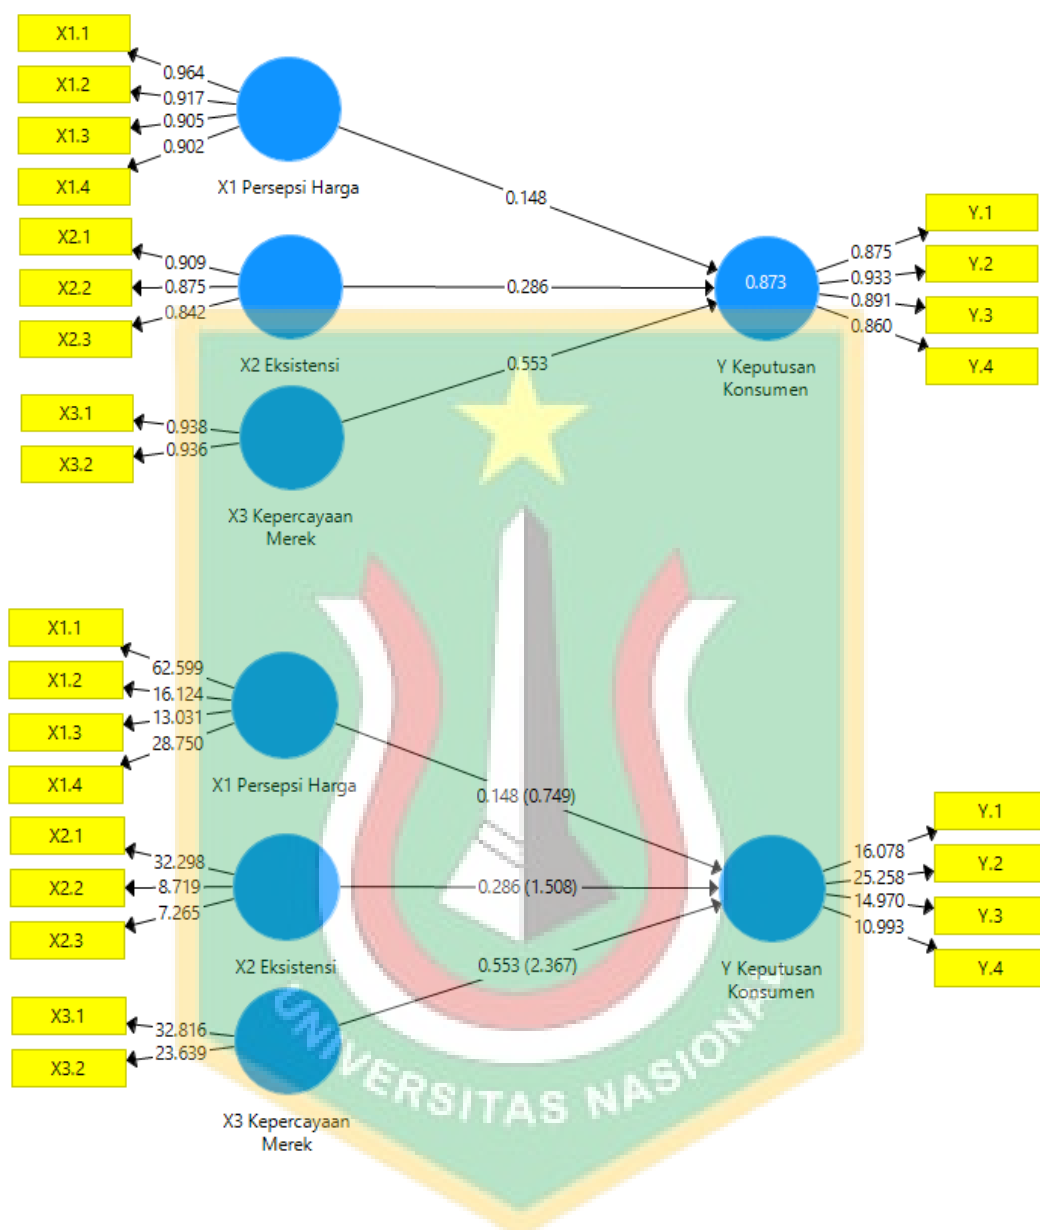 X1.1
0.964
X1.2
0.917
X1.3
0.905
0.902
X1.4
X1 Persepsi Harga
0.148
X2.1
0.909
X2.2
0.875
0.842
X2.3
X2 Eksistensi
0.286
0.873
Y.1
0.875
Y.2
0.933
0.891
Y.3
0.860
Y.4
Y Keputusan
Konsumen
0.553
X3.1
0.938
0.936
X3.2
X3 Kepercayaan
Merek
X1.1
62.599
X1.2
16.124
13.031
X1.3
28.750
X1.4
X1 Persepsi Harga
0.148 (0.749)
X2.1
32.298
X2.2
8.719
7.265
X2.3
X2 Eksistensi
0.286 (1.508)
Y.1
16.078
Y.2
25.258
14.970
Y.3
10.993
Y.4
Y Keputusan
Konsumen
0.553 (2.367)
X3.1
32.816
23.639
X3.2
X3 Kepercayaan
Merek
UNIVERSITAS NASIONAL